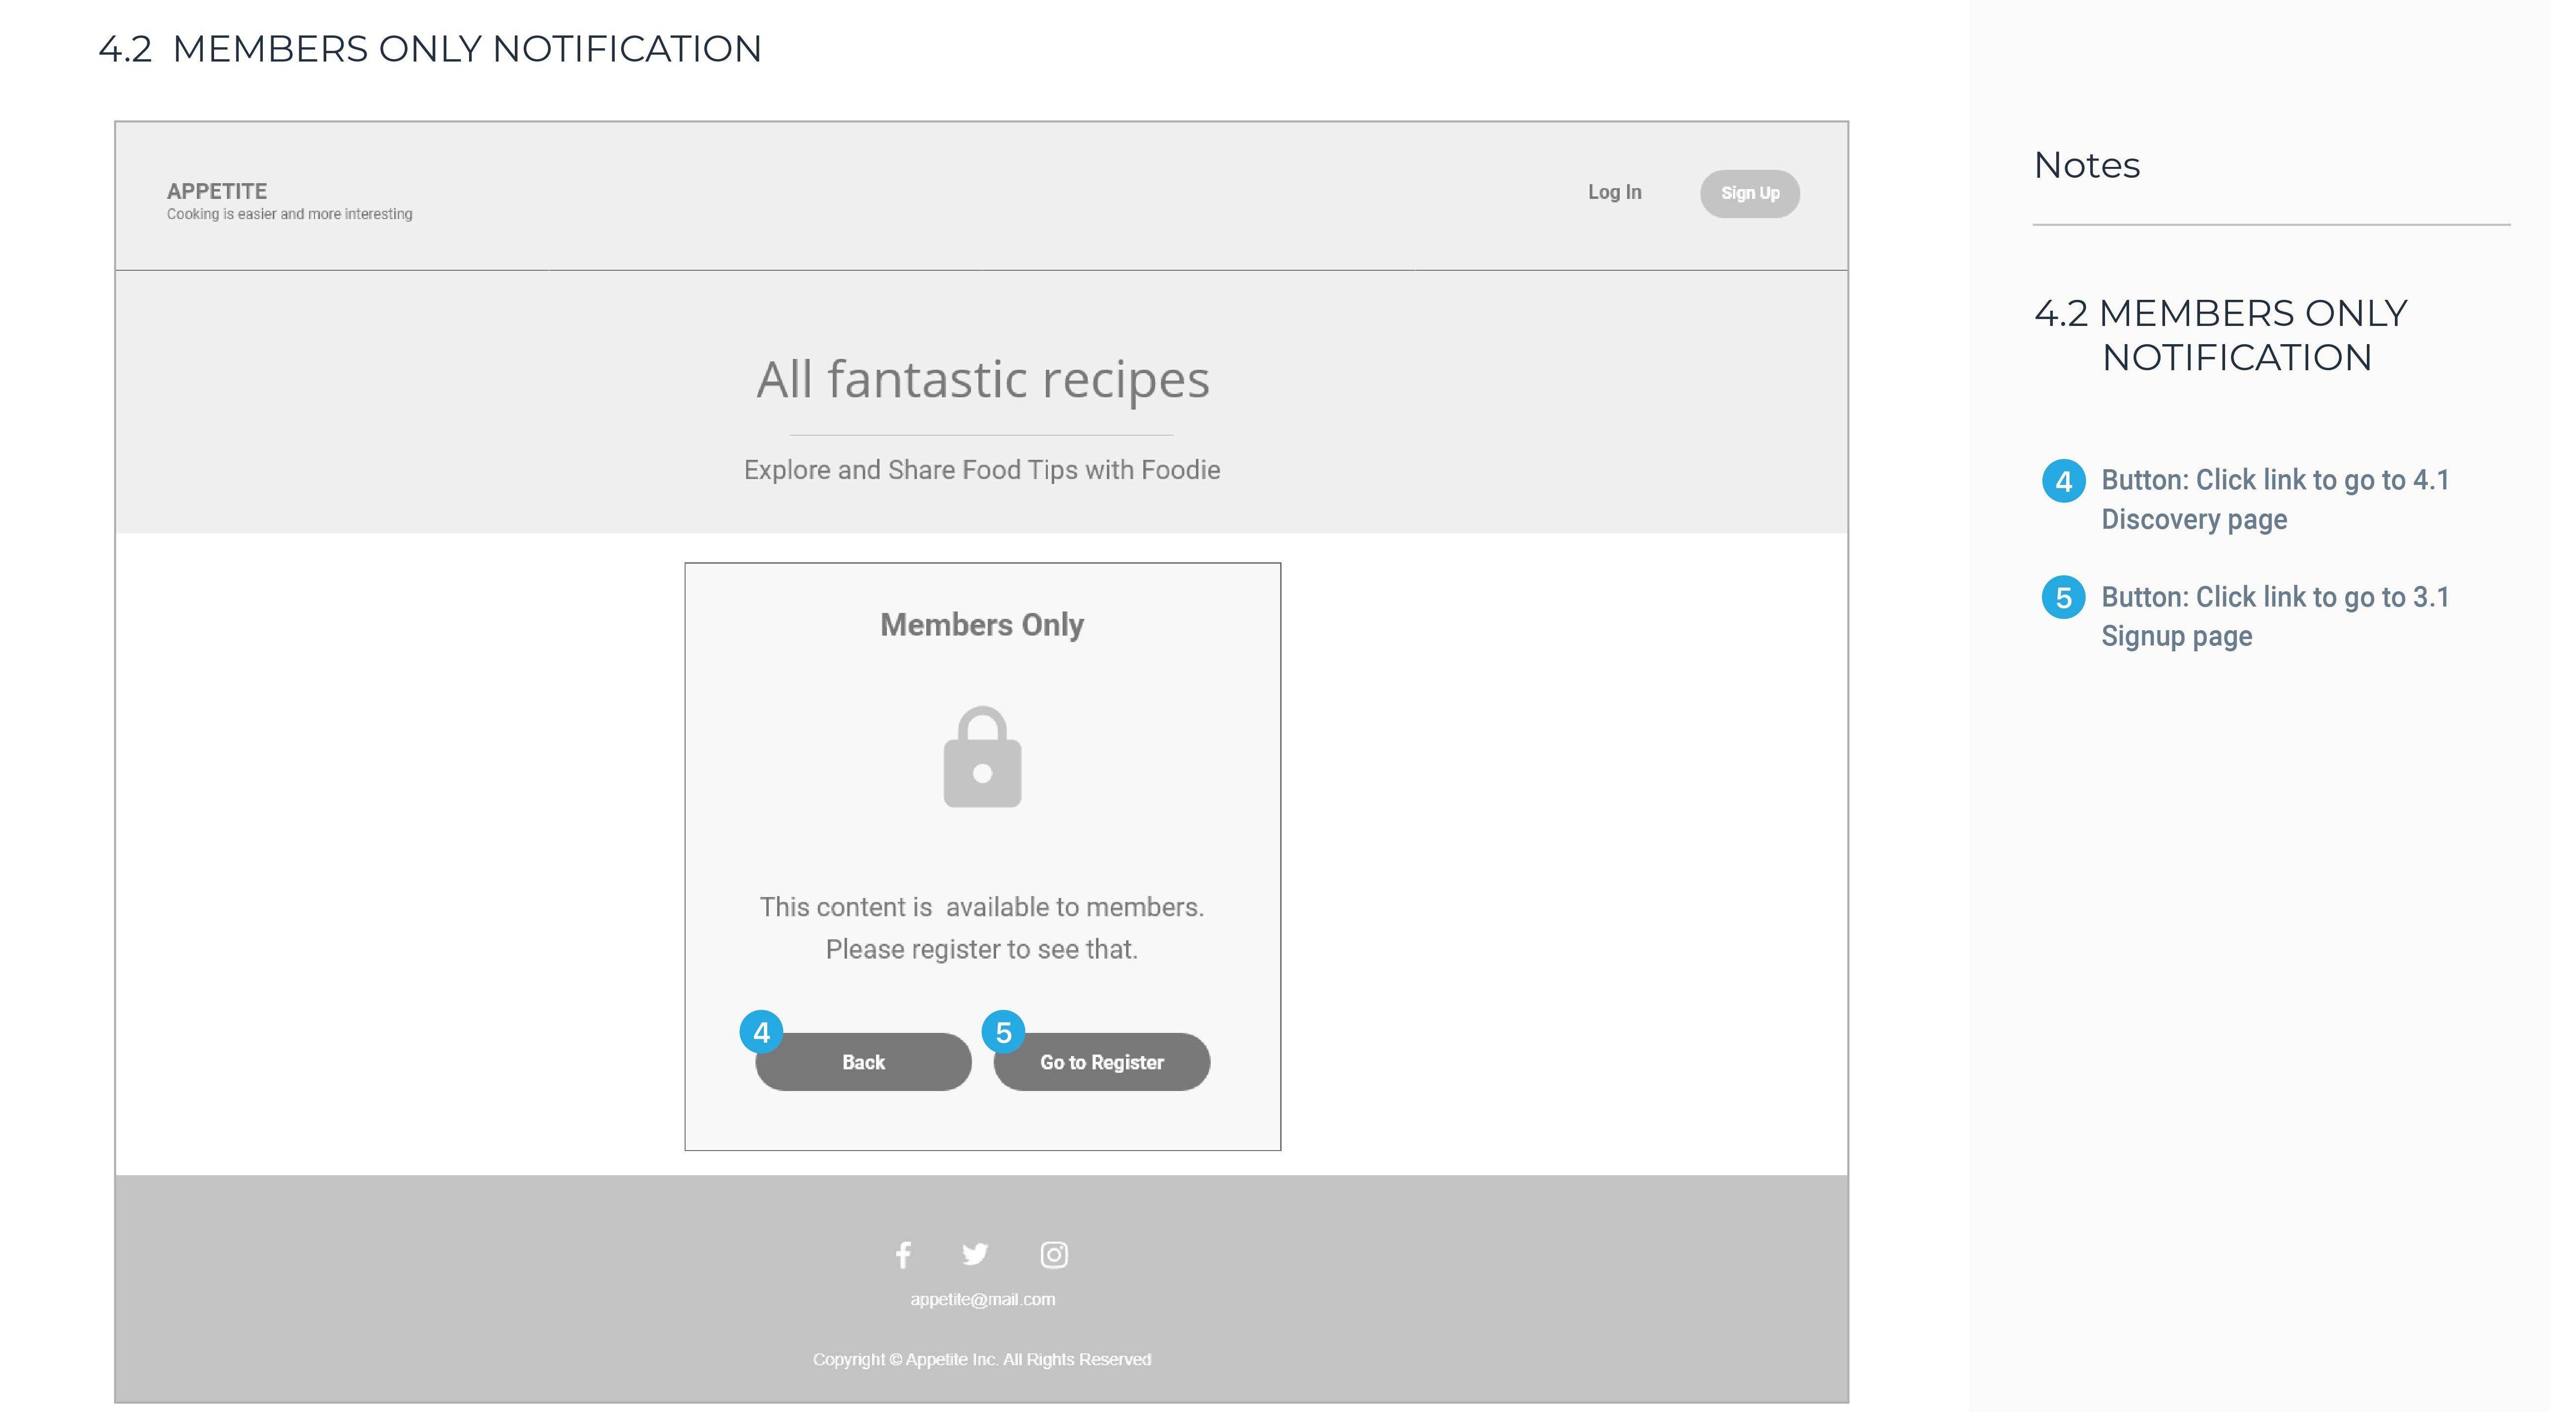 4.2 MEMBERS ONLY NOTIFICATION
APPETITE
Cooking is easier and more interesting
Log In
Sign Up
All fantastic recipes
Explore and Share Food Tips with Foodie
Members Only
This content is available to members.
Please register to see that.
4
Back
5
Go to Register
appetite@mail.com
Copyright © Appetite Inc. All Rights Reserved
Notes
4.2 MEMBERS ONLY
NOTIFICATION
4 Button: Click link to go to 4.1
Discovery page
5 Button: Click link to go to 3.1
Signup page